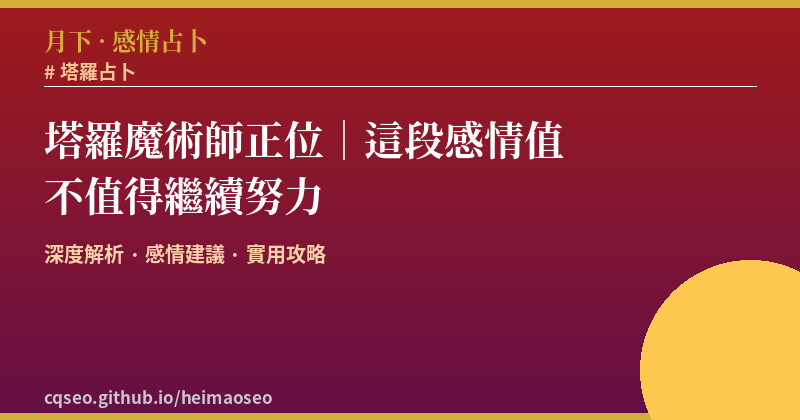 月下 · 感情占卜
# 塔羅占卜
塔羅魔術師正位｜這段感情值
不值得繼續努力
深度解析 · 感情建議 · 實用攻略
cqseo.github.io/heimaoseo